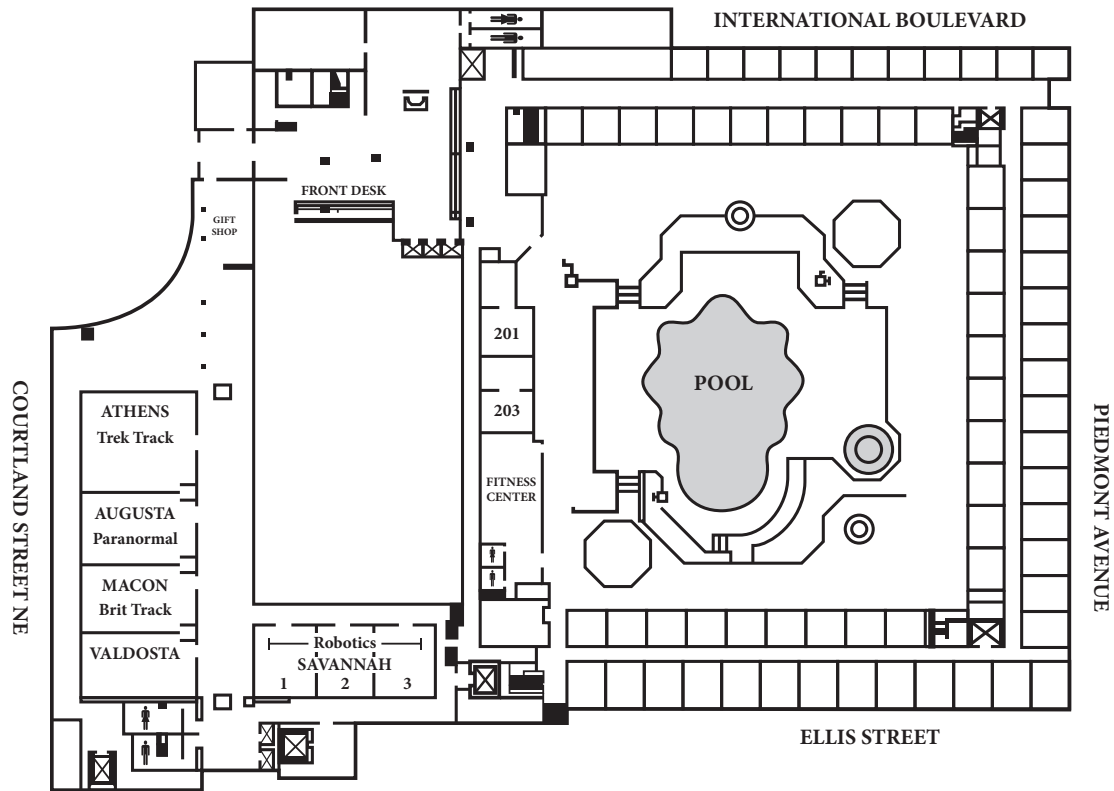 INTERNATIONAL BOULEVARD
FRONT DESK
GIFT
SHOP
201
POOL
203
ATHENS
Trek Track
FITNESS
CENTER
AUGUSTA
Paranormal
MACON
Brit Track
VALDOSTA
Robotics
SAVANNAH
1 2 3
COURTLAND STREET NE
PIEDMONT AVENUE
ELLIS STREET